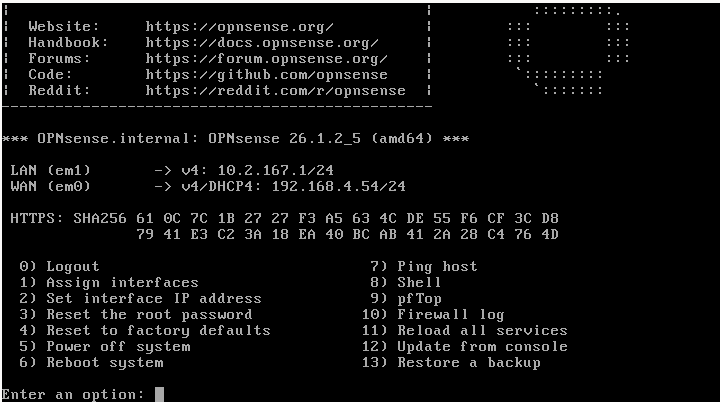 | Website: https://opnsense.org/ |
| Handbook: https://docs.opnsense.org/ |
| Forums: https://forum.opnsense.org/ |
| Code: https://github.com/opnsense |
| Reddit: https://reddit.com/r/opnsense |
*** OPNsense.internal: OPNsense 26.1.2_5 (amd64) ***
LAN (em1) -> v4: 10.2.167.1/24
WAN (em0) -> v4/DHCP4: 192.168.4.54/24
HTTPS: SHA256 61 0C 7C 1B 27 27 F3 A5 63 4C DE 55 F6 CF 3C D8
79 41 E3 C2 3A 18 EA 40 BC AB 41 2A 28 C4 76 4D
0) Logout 7) Ping host
1) Assign interfaces 8) Shell
2) Set interface IP address 9) pfTop
3) Reset the root password 10) Firewall log
4) Reset to factory defaults 11) Reload all services
5) Power off system 12) Update from console
6) Reboot system 13) Restore a backup
Enter an option: